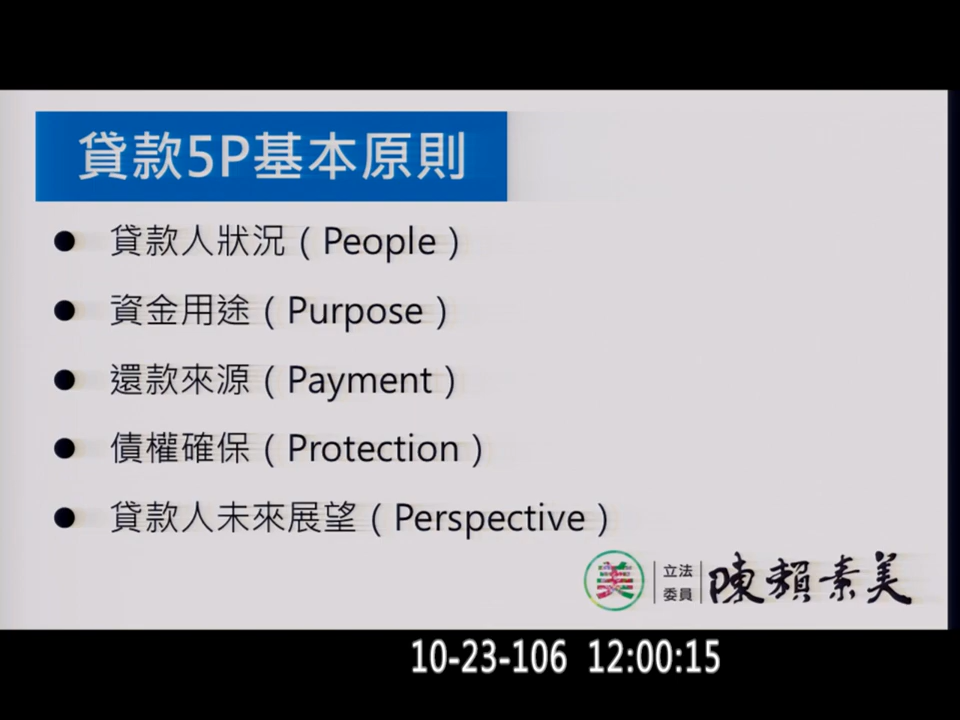 貸款5P基本原則
● 貸款人狀況（People）
● 資金用途（Purpose）
● 還款來源（Payment）
● 債權確保（Protection）
● 貸款人未來展望（Perspective）
立法
委員
陳賴素美
10-23-106 12:00:15